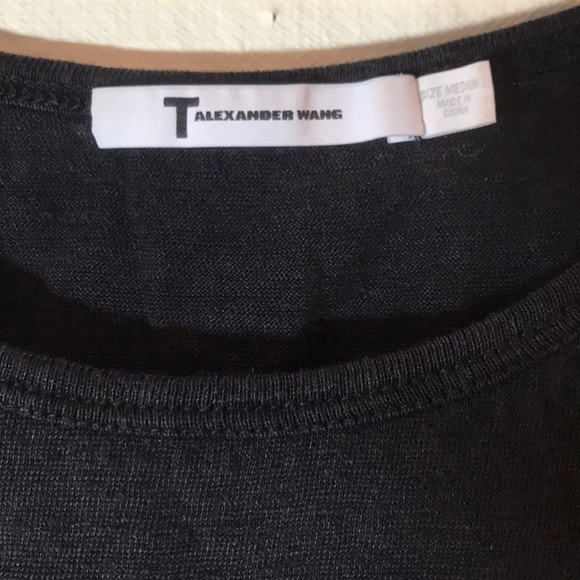 T ALEXANDER WANG
SIZE MEDIUM
MADE IN
CHINA